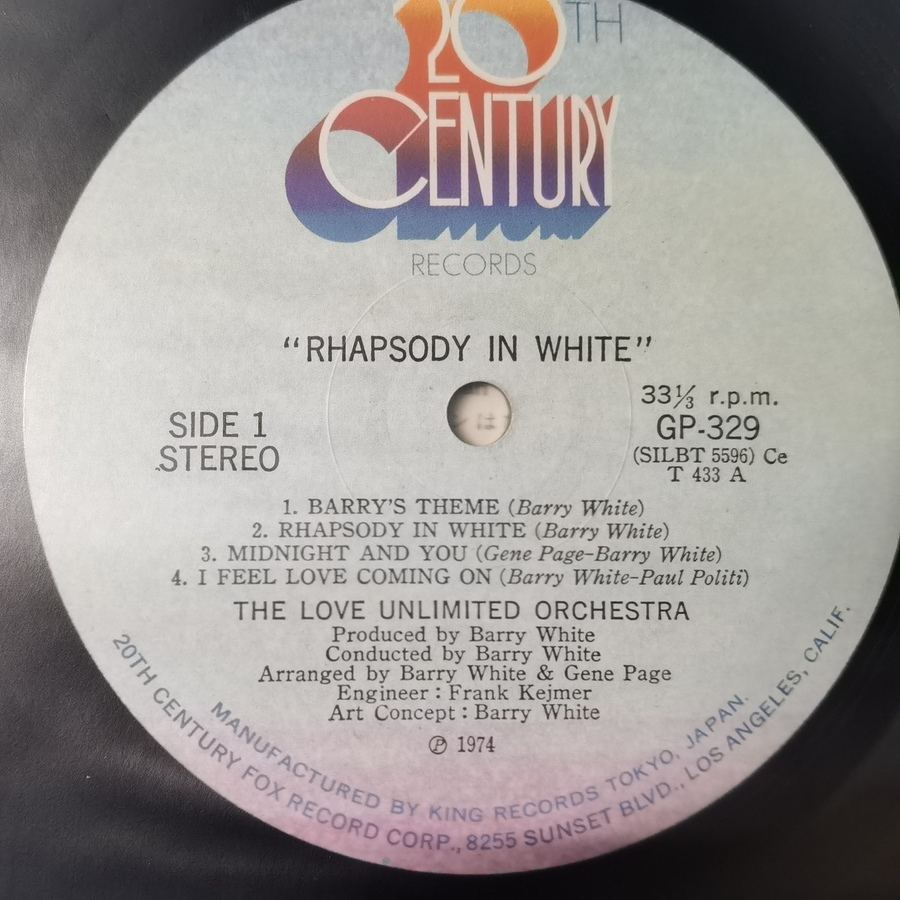 20TH
CENTURY
RECORDS
“RHAPSODY IN WHITE”
33⅓ r.p.m.
SIDE 1
GP-329
STEREO
(SILBT 5596) Ce
T 433 A
1. BARRY'S THEME (Barry White)
2. RHAPSODY IN WHITE (Barry White)
3. MIDNIGHT AND YOU (Gene Page-Barry White)
4. I FEEL LOVE COMING ON (Barry White-Paul Politi)
THE LOVE UNLIMITED ORCHESTRA
Produced by Barry White
Conducted by Barry White
Arranged by Barry White & Gene Page
Engineer : Frank Kejmer
Art Concept : Barry White
℗ 1974
MANUFACTURED BY KING RECORDS TOKYO, JAPAN.
20TH CENTURY FOX RECORD CORP., 8255 SUNSET BLVD., LOS ANGELES, CALIF.